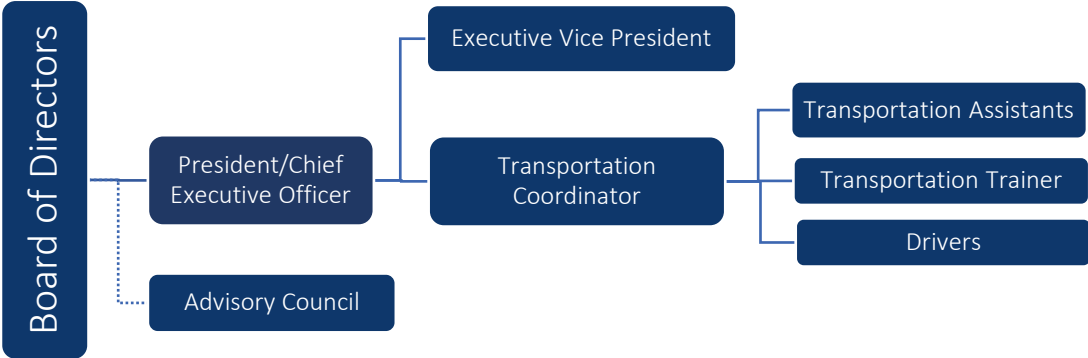 Board of Directors
President/Chief
Executive Officer
Advisory Council
Executive Vice President
Transportation
Coordinator
Transportation Assistants
Transportation Trainer
Drivers